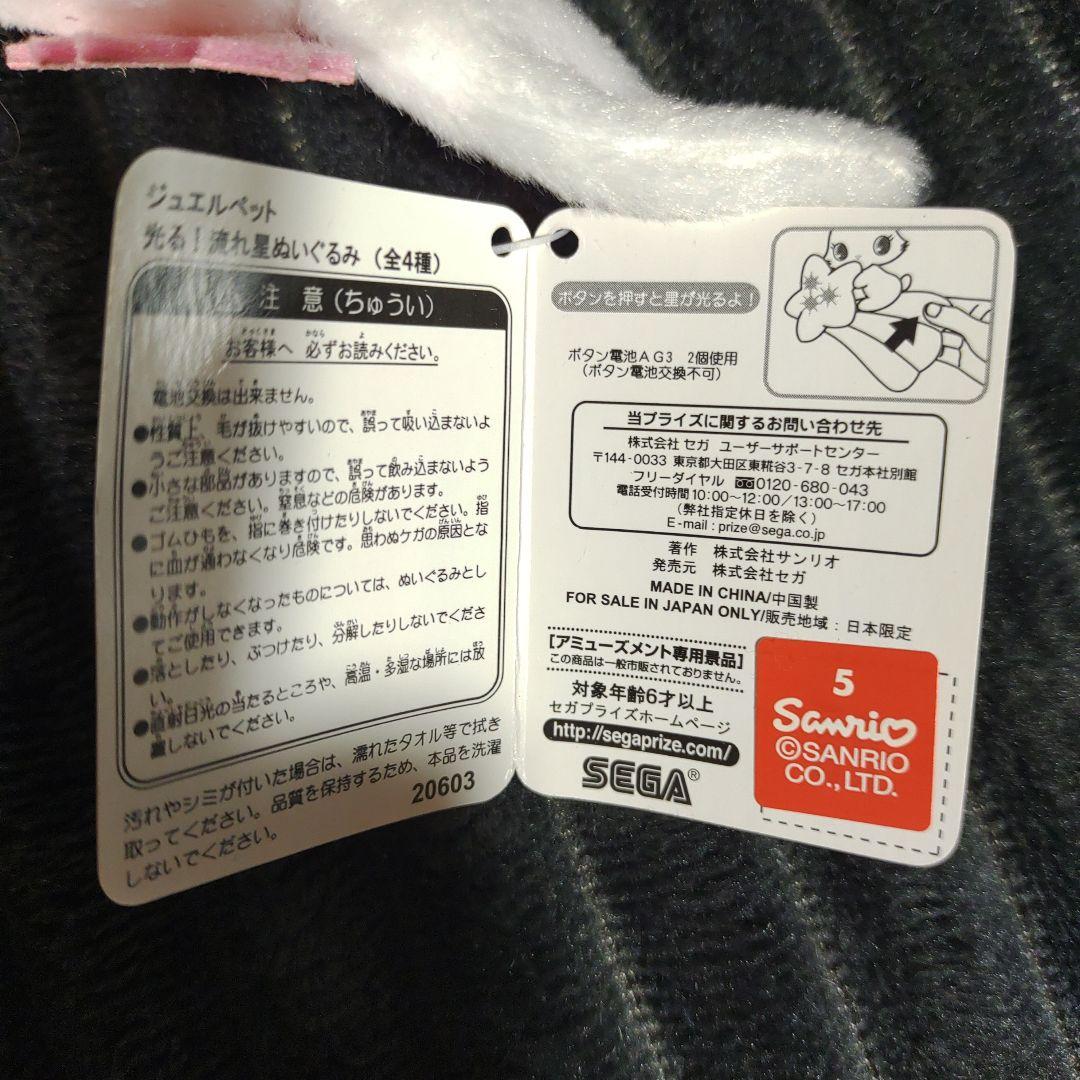 ジュエルペット
光る！流れ星ぬいぐるみ（全4種）
注 意（ちゅうい）
お客様へ 必ずお読みください。
電池交換は出来ません。
●性質上、毛が抜けやすいので、誤って吸い込まないよ
うご注意ください。
●小さな部品がありますので、誤って飲み込まないよう
ご注意ください。窒息などの危険があります。
●ゴムひもを、指に巻き付けたりしないでください。指
に血が通わなくなり危険です。思わぬケガの原因とな
ります。
●動作がしなくなったものについては、ぬいぐるみとし
てご使用できます。
●落としたり、ぶつけたり、分解したりしないでくださ
い。
●直射日光の当たるところや、高温・多湿な場所には放
置しないでください。
汚れやシミが付いた場合は、濡れたタオル等で拭き
取ってください。品質を保持するため、本品を洗濯
しないでください。
20603
ボタンを押すと星が光るよ！
ボタン電池AG3 2個使用
（ボタン電池交換不可）
当プライズに関するお問い合わせ先
株式会社 セガ ユーザーサポートセンター
〒144-0033 東京都大田区東糀谷3-7-8 セガ本社別館
フリーダイヤル 0120-680-043
電話受付時間 10:00～12:00/13:00～17:00
（弊社指定休日を除く）
E-mail : prize@sega.co.jp
著作 株式会社サンリオ
発売元 株式会社セガ
MADE IN CHINA/中国製
FOR SALE IN JAPAN ONLY/販売地域：日本限定
［アミューズメント専用景品］
この商品は一般市販されておりません。
対象年齢6才以上
セガプライズホームページ
http://segaprize.com/
SEGA®
5
Sanrio
©SANRIO
CO., LTD.